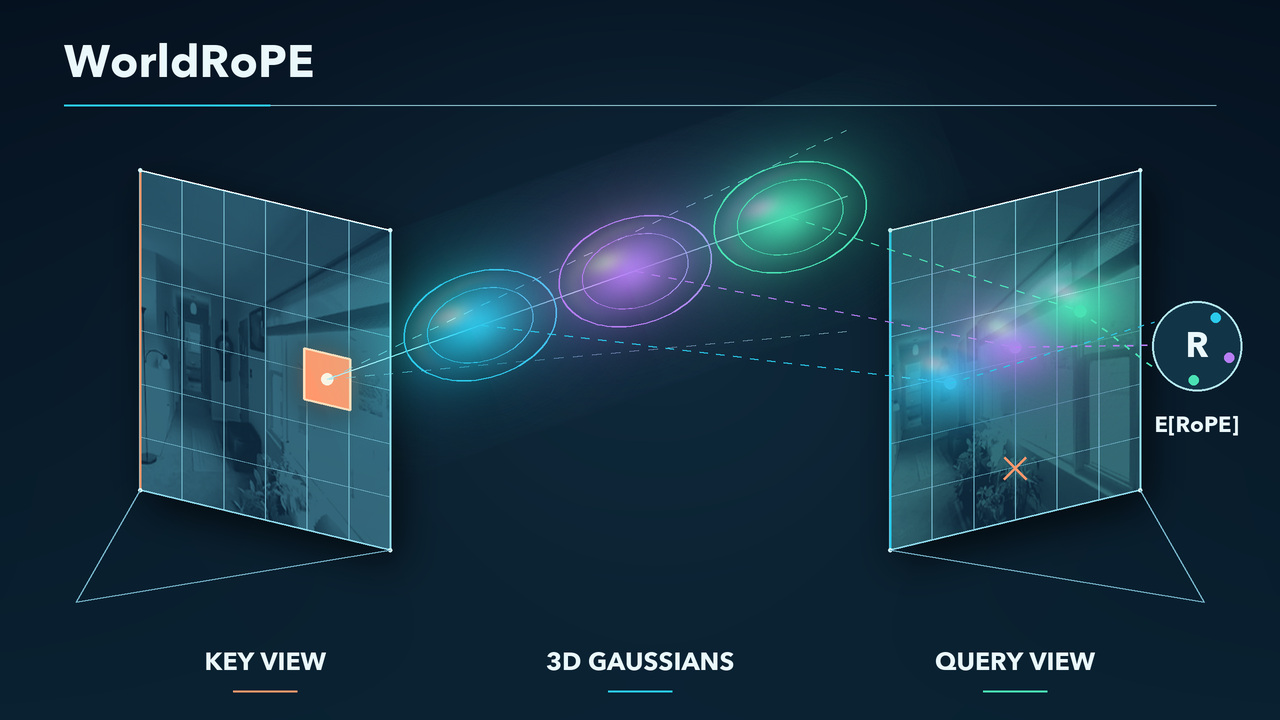 WorldRoPE
R
E[RoPE]
KEY VIEW
3D GAUSSIANS
QUERY VIEW